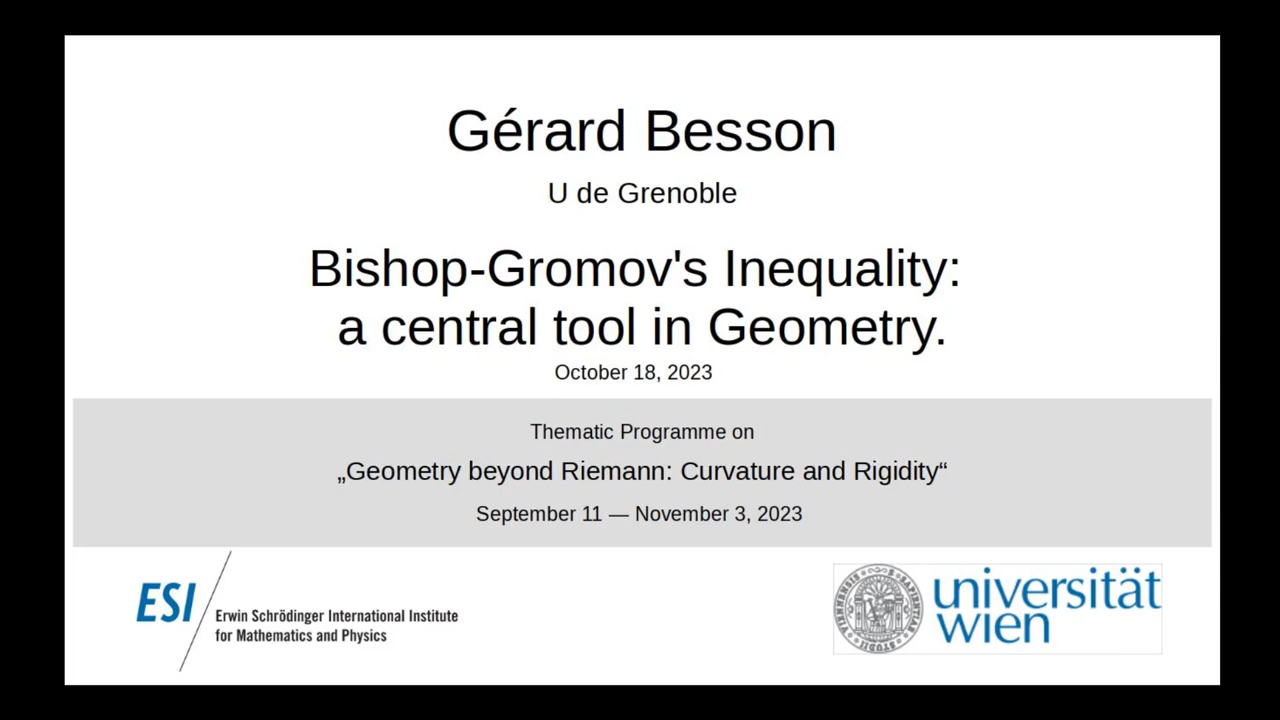 Gérard Besson
U de Grenoble
Bishop-Gromov's Inequality:
a central tool in Geometry.
October 18, 2023
Thematic Programme on
„Geometry beyond Riemann: Curvature and Rigidity“
September 11 — November 3, 2023
ESI
Erwin Schrödinger International Institute
for Mathematics and Physics
universität
wien